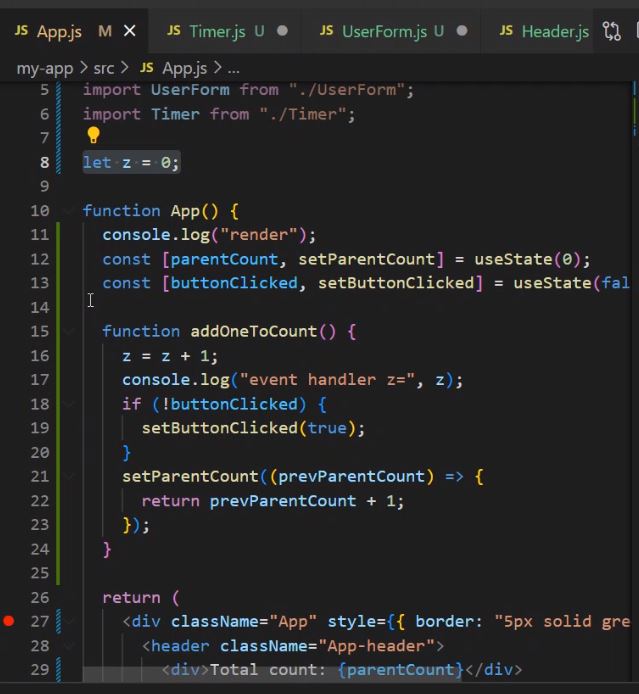 JS App.js M ✕ JS Timer.js U ● JS UserForm.js U ● JS Header.js
my-app > src > JS App.js > ...
5 import UserForm from "./UserForm";
6 import Timer from "./Timer";
7
8 let z = 0;
9
10 function App() {
11 console.log("render");
12 const [parentCount, setParentCount] = useState(0);
13 const [buttonClicked, setButtonClicked] = useState(fal
14
15 function addOneToCount() {
16 z = z + 1;
17 console.log("event handler z=", z);
18 if (!buttonClicked) {
19 setButtonClicked(true);
20 }
21 setParentCount((prevParentCount) => {
22 return prevParentCount + 1;
23 });
24 }
25
26 return (
27 <div className="App" style={{ border: "5px solid gre
28 <header className="App-header">
29 <div>Total count: {parentCount}</div>